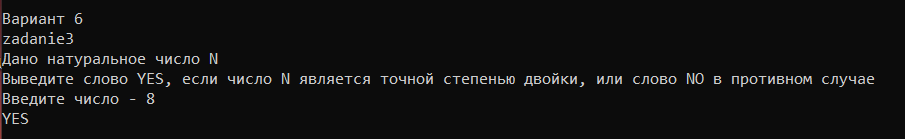 Вариант 6
zadanie3
Дано натуральное число N
Выведите слово YES, если число N является точной степенью двойки, или слово NO в противном случае
Введите число - 8
YES